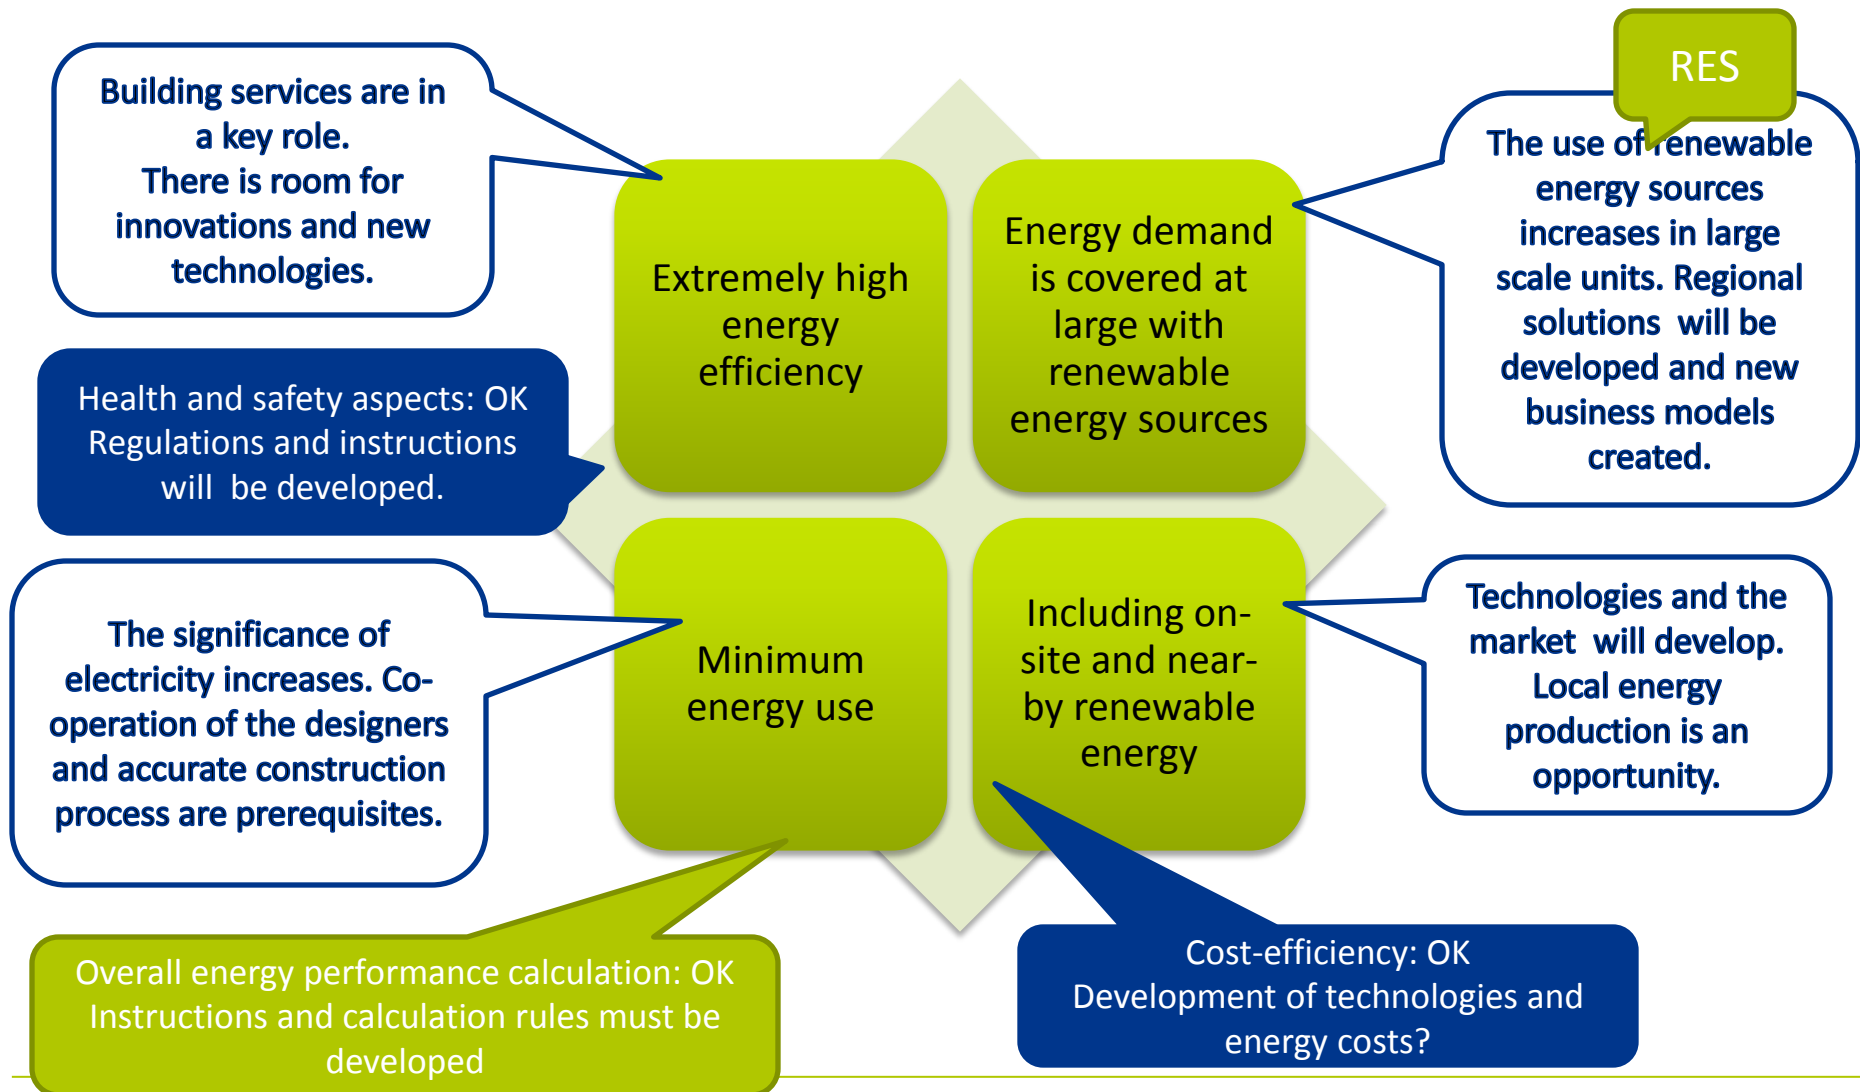 RES
Building services are in
a key role.
There is room for
innovations and new
technologies.
Extremely high
energy
efficiency
Energy demand
is covered at
large with
renewable
energy sources
The use of renewable
energy sources
increases in large
scale units. Regional
solutions  will be
developed and new
business models
created.
Health and safety aspects: OK
Regulations and instructions
will  be developed.
The significance of
electricity increases. Co-
operation of the designers
and accurate construction
process are prerequisites.
Minimum
energy use
Including on-
site and near-
by renewable
energy
Technologies and the
market  will develop.
Local energy
production is an
opportunity.
Overall energy performance calculation: OK
Instructions and calculation rules must be
developed
Cost-efficiency: OK
Development of technologies and
energy costs?